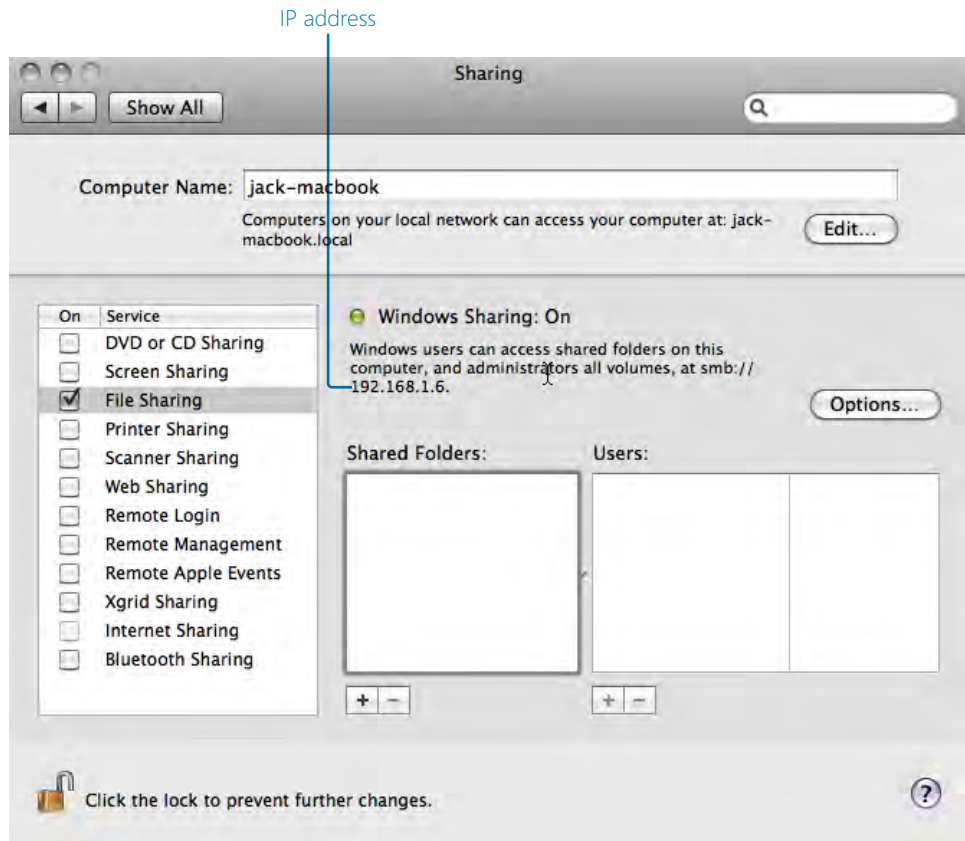 IP address
Sharing
Show All
Computer Name: jack-macbook
Computers on your local network can access your computer at: jack-
macbook.local
Edit...
On Service
DVD or CD Sharing
Screen Sharing
File Sharing
Printer Sharing
Scanner Sharing
Web Sharing
Remote Login
Remote Management
Remote Apple Events
Xgrid Sharing
Internet Sharing
Bluetooth Sharing
Windows Sharing: On
Windows users can access shared folders on this
computer, and administrators all volumes, at smb://
192.168.1.6.
Options...
Shared Folders: Users:
+ − + −
Click the lock to prevent further changes.
?